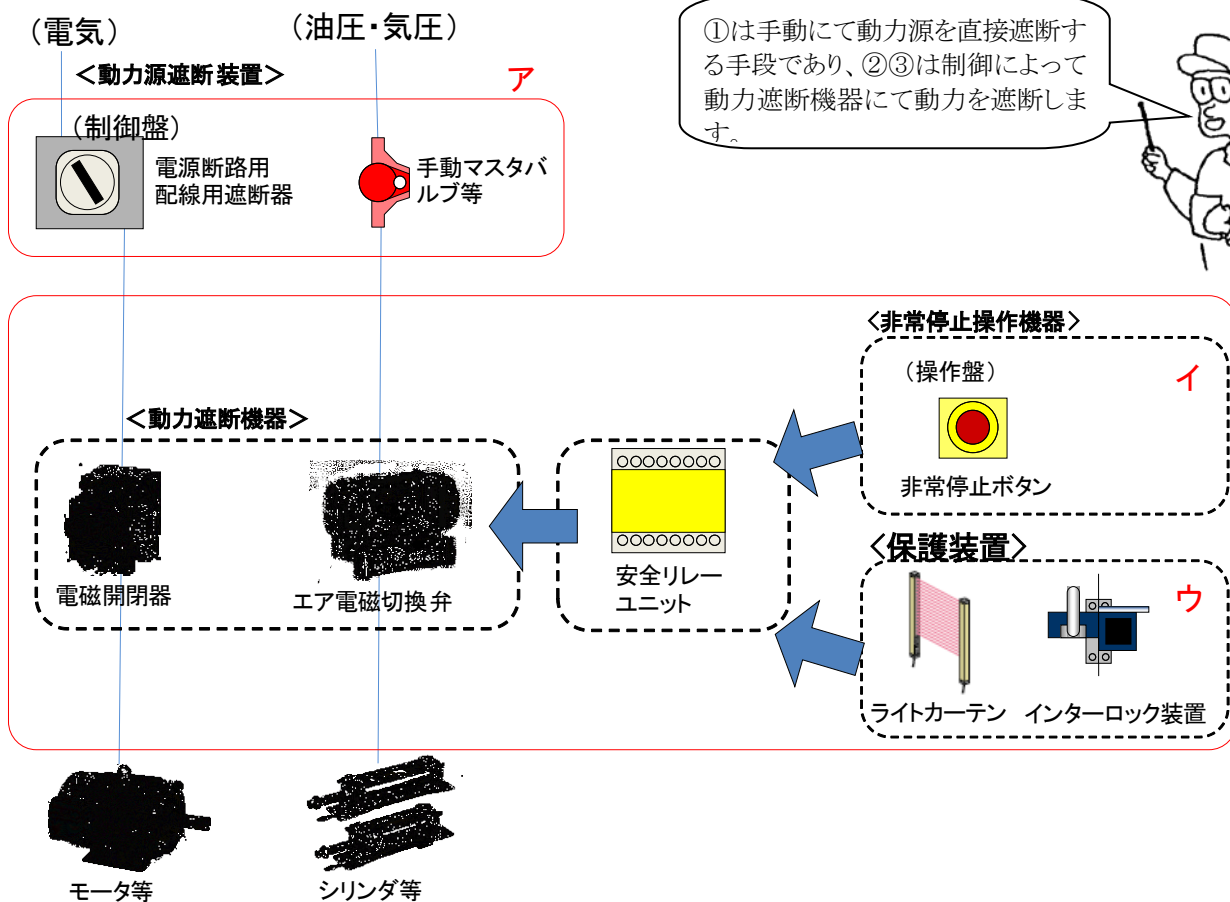 （電気）
（油圧・気圧）
＜動力源遮断装置＞
ア
①は手動にて動力源を直接遮断す
る手段であり、②③は制御によって
動力遮断機器にて動力を遮断しま
す。
（制御盤）
電源断路用
配線用遮断器
手動マスタバ
ルブ等
＜非常停止操作機器＞
（操作盤）
イ
非常停止ボタン
＜動力遮断機器＞
電磁開閉器
エア電磁切換弁
安全リレー
ユニット
＜保護装置＞
ウ
ライトカーテン
インターロック装置
モータ等
シリンダ等